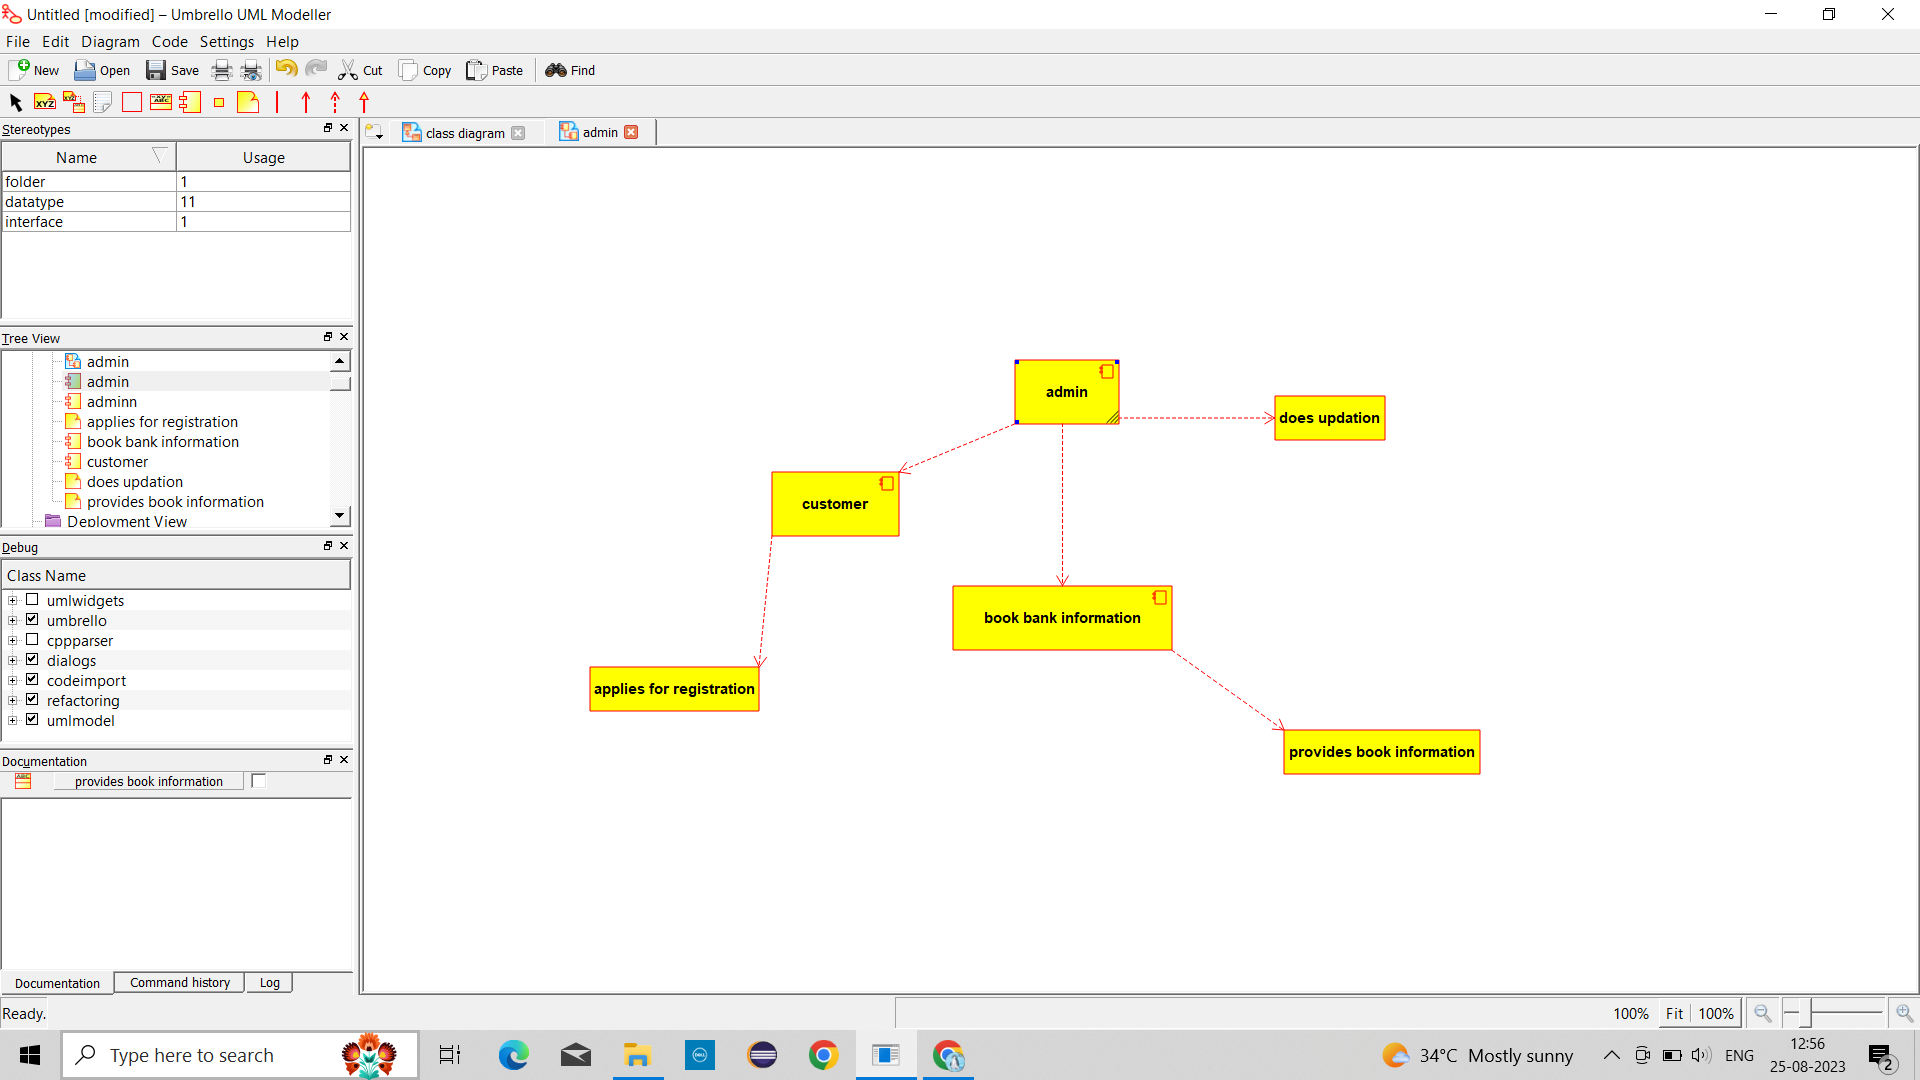 Untitled [modified] – Umbrello UML Modeller
File Edit Diagram Code Settings Help
New Open Save Cut Copy Paste Find
XYZ XYZ ABC
Stereotypes
class diagram admin
Name Usage
folder 1
datatype 11
interface 1
Tree View
admin
admin
adminn
applies for registration
book bank information
customer
does updation
provides book information
Deployment View
Debug
Class Name
umlwidgets
umbrello
cppparser
dialogs
codeimport
refactoring
umlmodel
Documentation
provides book information
Documentation Command history Log
admin
does updation
customer
book bank information
applies for registration
provides book information
Ready.
100% Fit 100%
Type here to search
DELL
34°C Mostly sunny
ENG
12:56
25-08-2023
2